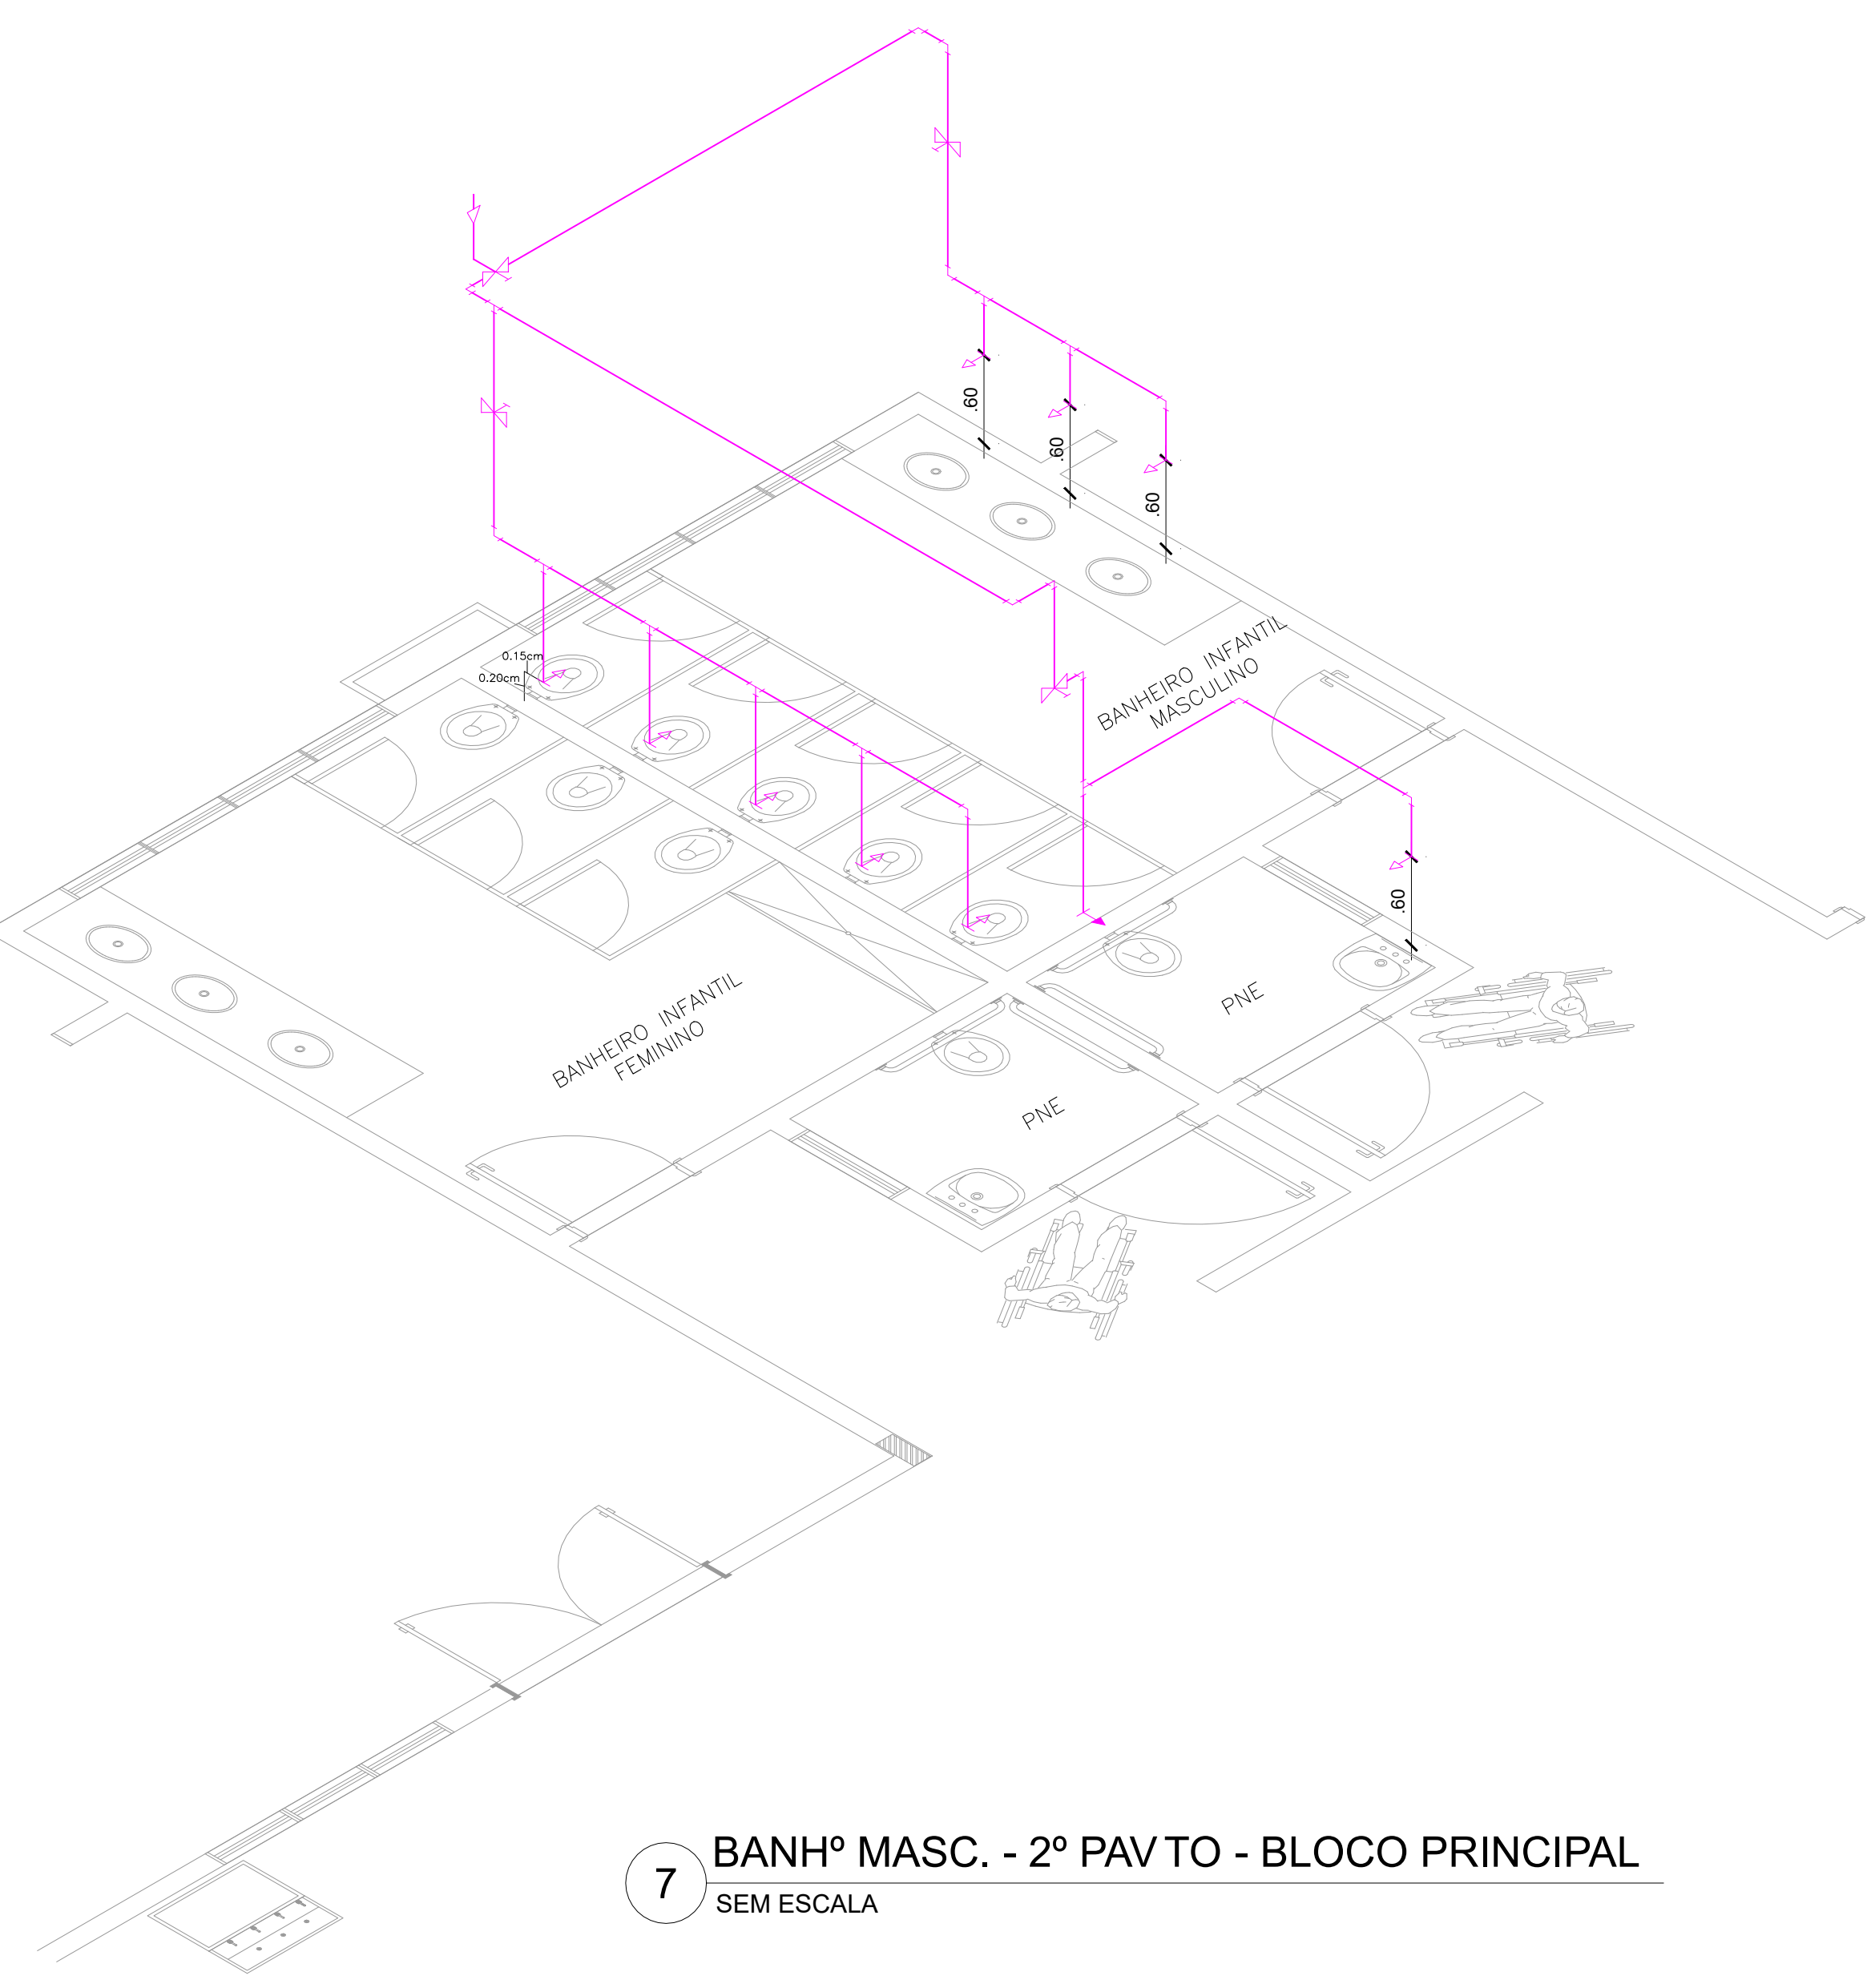 .60
.60
.60
0.15cm
0.20cm
BANHEIRO INFANTIL
MASCULINO
.60
PNE
BANHEIRO INFANTIL
FEMININO
PNE
7
BANHº MASC. - 2º PAVTO - BLOCO PRINCIPAL
SEM ESCALA